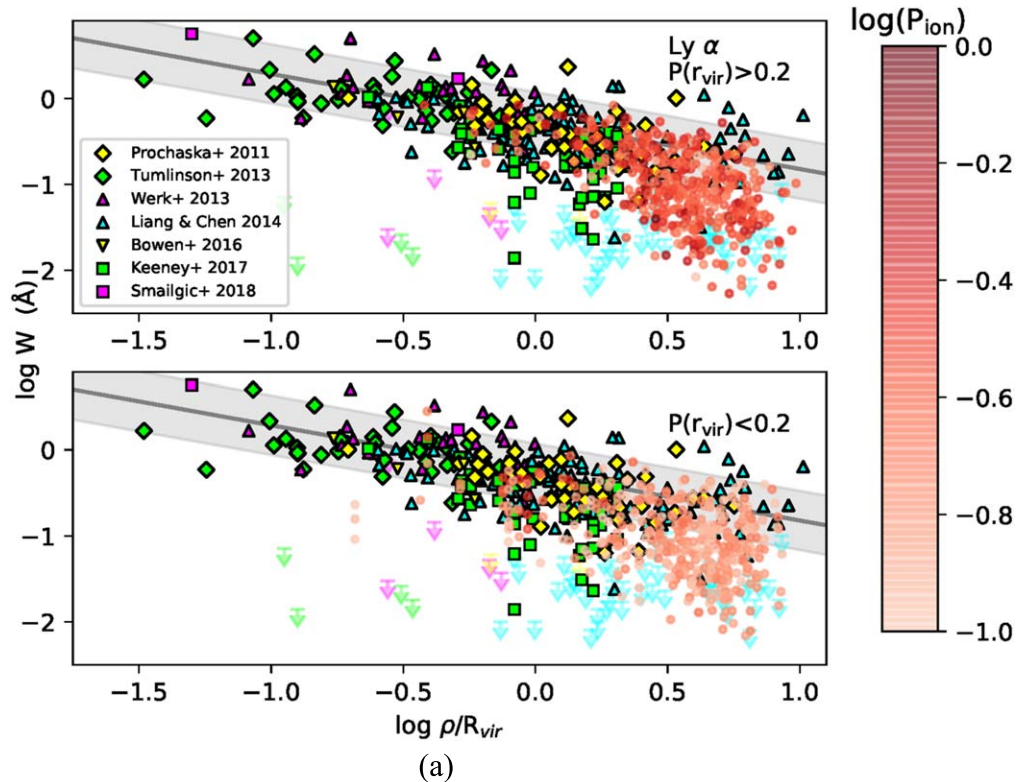 log(P_ion)
Ly α
P(r_vir)>0.2
0
−1
−2
Prochaska+ 2011
Tumlinson+ 2013
Werk+ 2013
Liang & Chen 2014
Bowen+ 2016
Keeney+ 2017
Smailgic+ 2018
−1.5 −1.0 −0.5 0.0 0.5 1.0
log W (Å)
P(r_vir)<0.2
0
−1
−2
−1.5 −1.0 −0.5 0.0 0.5 1.0
log ρ/R_vir
0.0
−0.2
−0.4
−0.6
−0.8
−1.0
(a)